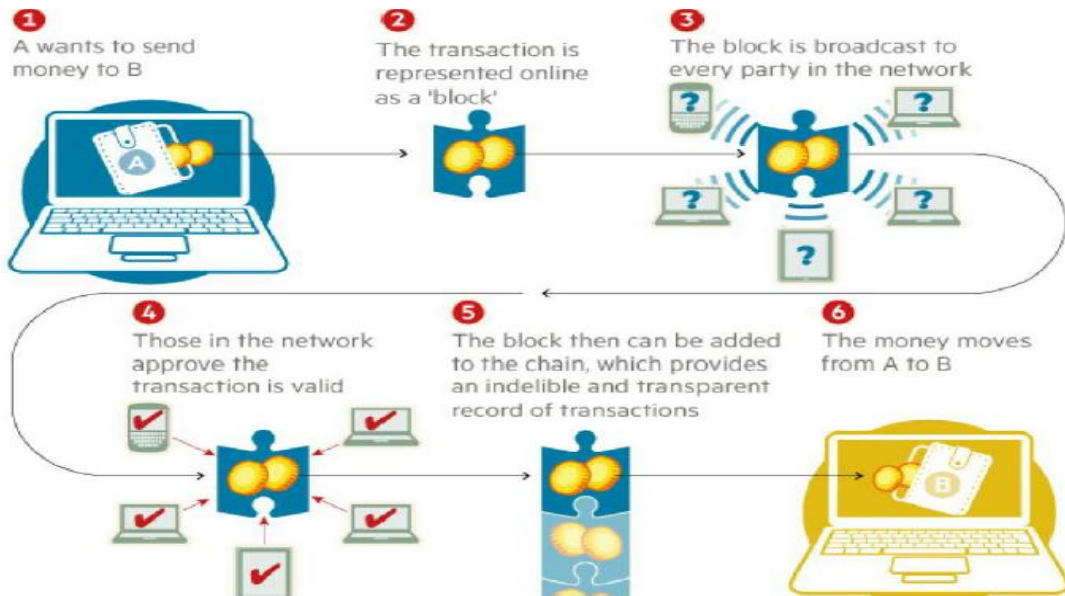 1
A wants to send
money to B
2
The transaction is
represented online
as a 'block'
3
The block is broadcast to
every party in the network
A
?
?
?
?
?
4
Those in the network
approve the
transaction is valid
5
The block then can be added
to the chain, which provides
an indelible and transparent
record of transactions
6
The money moves
from A to B
B